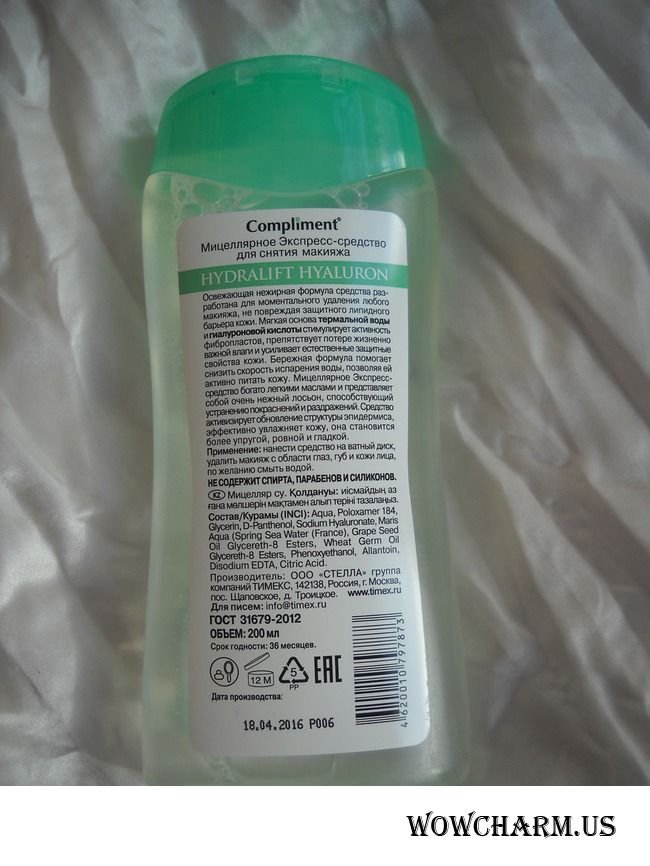 Compliment®
Мицеллярное Экспресс-средство
для снятия макияжа
HYDRALIFT HYALURON
Освежающая нежирная формула средства раз-
работана для моментального удаления любого
макияжа, не повреждая защитного липидного
барьера кожи. Мягкая основа термальной воды
и гиалуроновой кислоты стимулирует активность
фибропластов, препятствует потере жизненно
важной влаги и усиливает естественные защитные
свойства кожи. Бережная формула помогает
снизить скорость испарения воды, позволяя ей
активно питать кожу. Мицеллярное Экспресс-
средство богато легкими маслами и представляет
собой очень нежный лосьон, способствующий
устранению покраснений и раздражений. Средство
активизирует обновление структуры эпидермиса,
эффективно увлажняет кожу, она становится
более упругой, ровной и гладкой.
Применение: нанести средство на ватный диск,
удалить макияж с области глаз, губ и кожи лица,
по желанию смыть водой.
НЕ СОДЕРЖИТ СПИРТА, ПАРАБЕНОВ И СИЛИКОНОВ.
KZ Мицелляр су. Қолдануы: иісмайдың аз
ғана мөлшерін мақтамен алып теріні тазалаңыз.
Состав/Курамы (INCI): Aqua, Poloxamer 184,
Glycerin, D-Panthenol, Sodium Hyaluronate, Maris
Aqua (Spring Sea Water (France), Grape Seed
Oil Glycereth-8 Esters, Wheat Germ Oil
Glycereth-8 Esters, Phenoxyethanol, Allantoin,
Disodium EDTA, Citric Acid.
Производитель: ООО «СТЕЛЛА» группа
компаний ТИМЕКС, 142138, Россия, г. Москва,
пос. Щаповское, д. Троицкое. www.timex.ru
Для писем: info@timex.ru
ГОСТ 31679-2012
ОБЪЕМ: 200 мл
Срок годности: 36 месяцев.
12 M
5
PP
EAC
Дата производства:
18.04.2016 P006
4620010797873
WOWCHARM.US